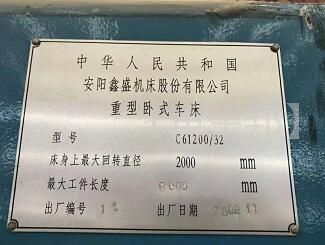 中华人民共和国
安阳鑫盛机床股份有限公司
重型卧式车床
型号 C61200/32
床身上最大回转直径 2000 mm
最大工件长度 8000 mm
出厂编号 出厂日期